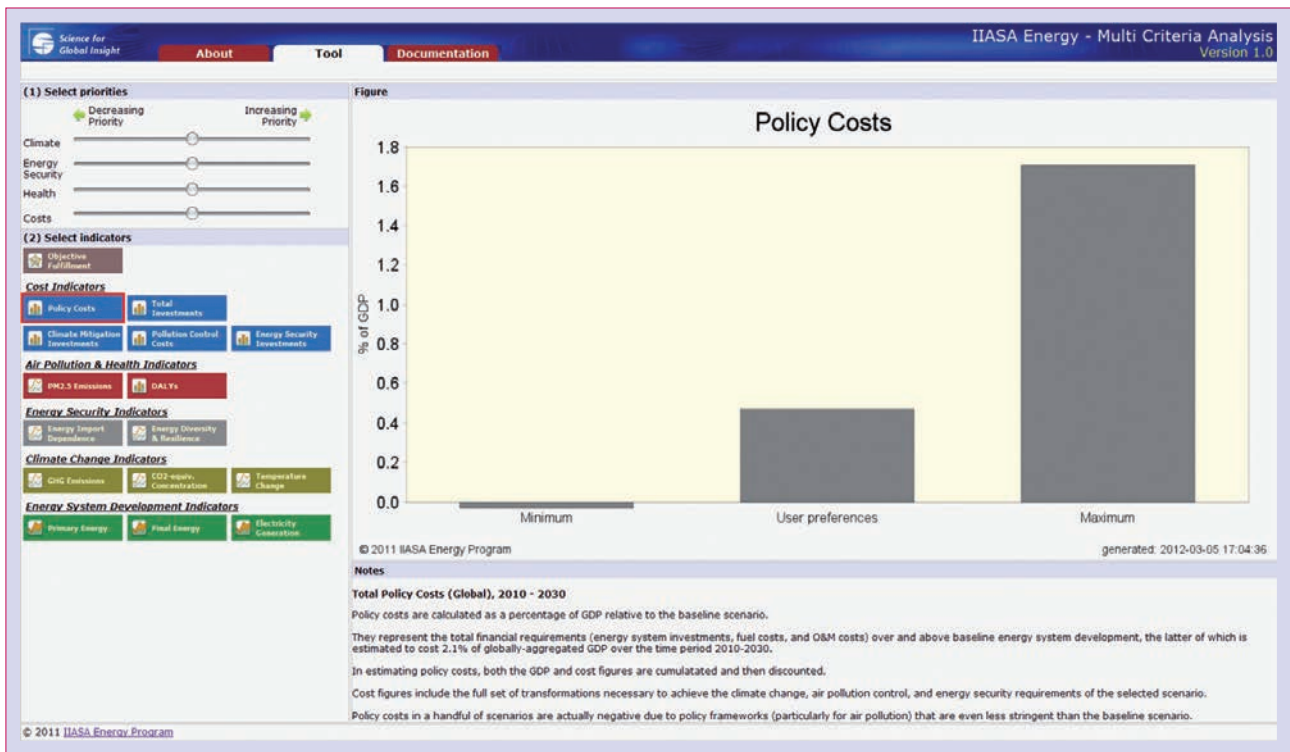 Science for
Global Insight
About
Tool
Documentation
IIASA Energy - Multi Criteria Analysis
Version 1.0
(1) Select priorities
Decreasing
Priority
Increasing
Priority
Climate
Energy
Security
Health
Costs
(2) Select indicators
Objective
Fulfillment
Cost Indicators
Policy Costs
Total
Investments
Climate Mitigation
Investments
Pollution Control
Costs
Energy Security
Investments
Air Pollution & Health Indicators
PM2.5 Emissions
DALYs
Energy Security Indicators
Energy Import
Dependence
Energy Diversity
& Resilience
Climate Change Indicators
GHG Emissions
CO2-equiv.
Concentration
Temperature
Change
Energy System Development Indicators
Primary Energy
Final Energy
Electricity
Generation
Figure
Policy Costs
% of GDP
1.8
1.6
1.4
1.2
1.0
0.8
0.6
0.4
0.2
0.0
Minimum
User preferences
Maximum
© 2011 IIASA Energy Program
generated: 2012-03-05 17:04:36
Notes
Total Policy Costs (Global), 2010 - 2030
Policy costs are calculated as a percentage of GDP relative to the baseline scenario.
They represent the total financial requirements (energy system investments, fuel costs, and O&M costs) over and above baseline energy system development, the latter of which is
estimated to cost 2.1% of globally-aggregated GDP over the time period 2010-2030.
In estimating policy costs, both the GDP and cost figures are cumulatated and then discounted.
Cost figures include the full set of transformations necessary to achieve the climate change, air pollution control, and energy security requirements of the selected scenario.
Policy costs in a handful of scenarios are actually negative due to policy frameworks (particularly for air pollution) that are even less stringent than the baseline scenario.
© 2011 IIASA Energy Program